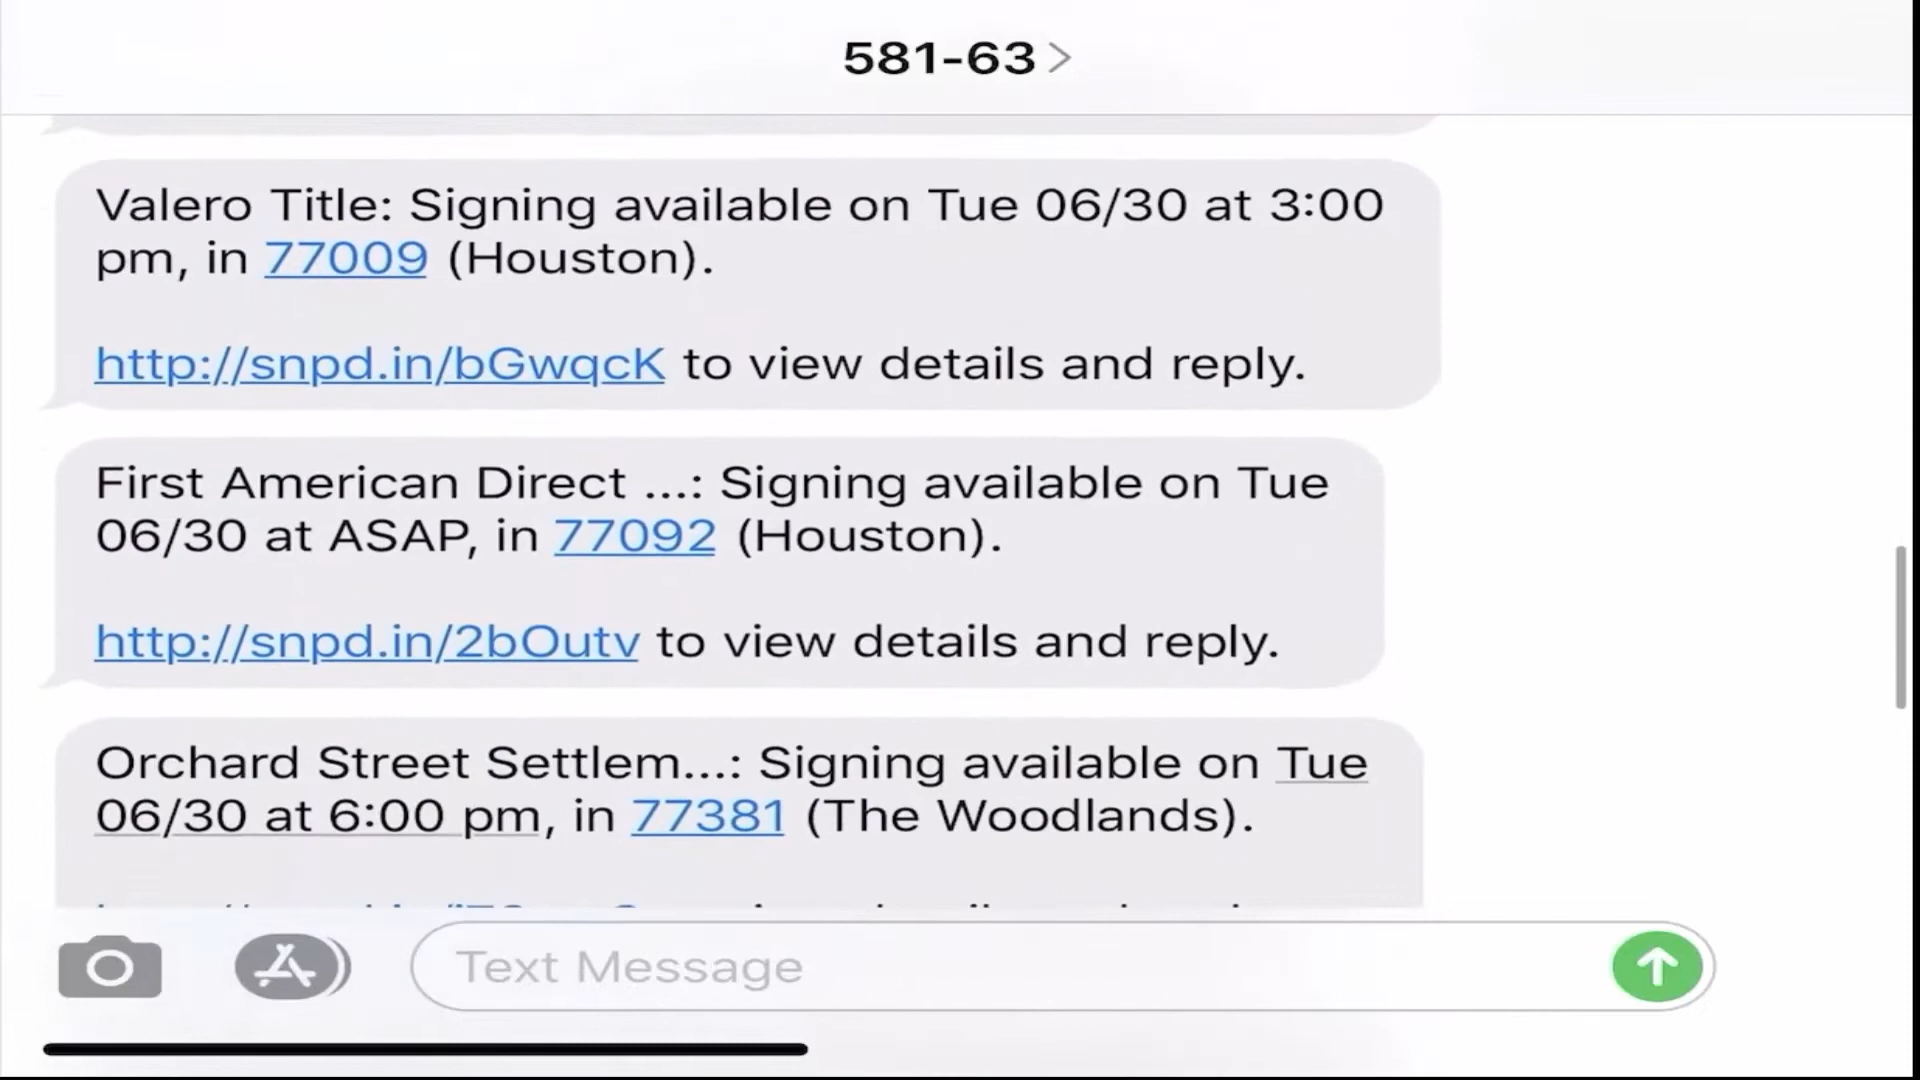 581-63 >
Valero Title: Signing available on Tue 06/30 at 3:00
pm, in 77009 (Houston).
http://snpd.in/bGwqcK to view details and reply.
First American Direct ...: Signing available on Tue
06/30 at ASAP, in 77092 (Houston).
http://snpd.in/2bOutv to view details and reply.
Orchard Street Settlem...: Signing available on Tue
06/30 at 6:00 pm, in 77381 (The Woodlands).
Text Message